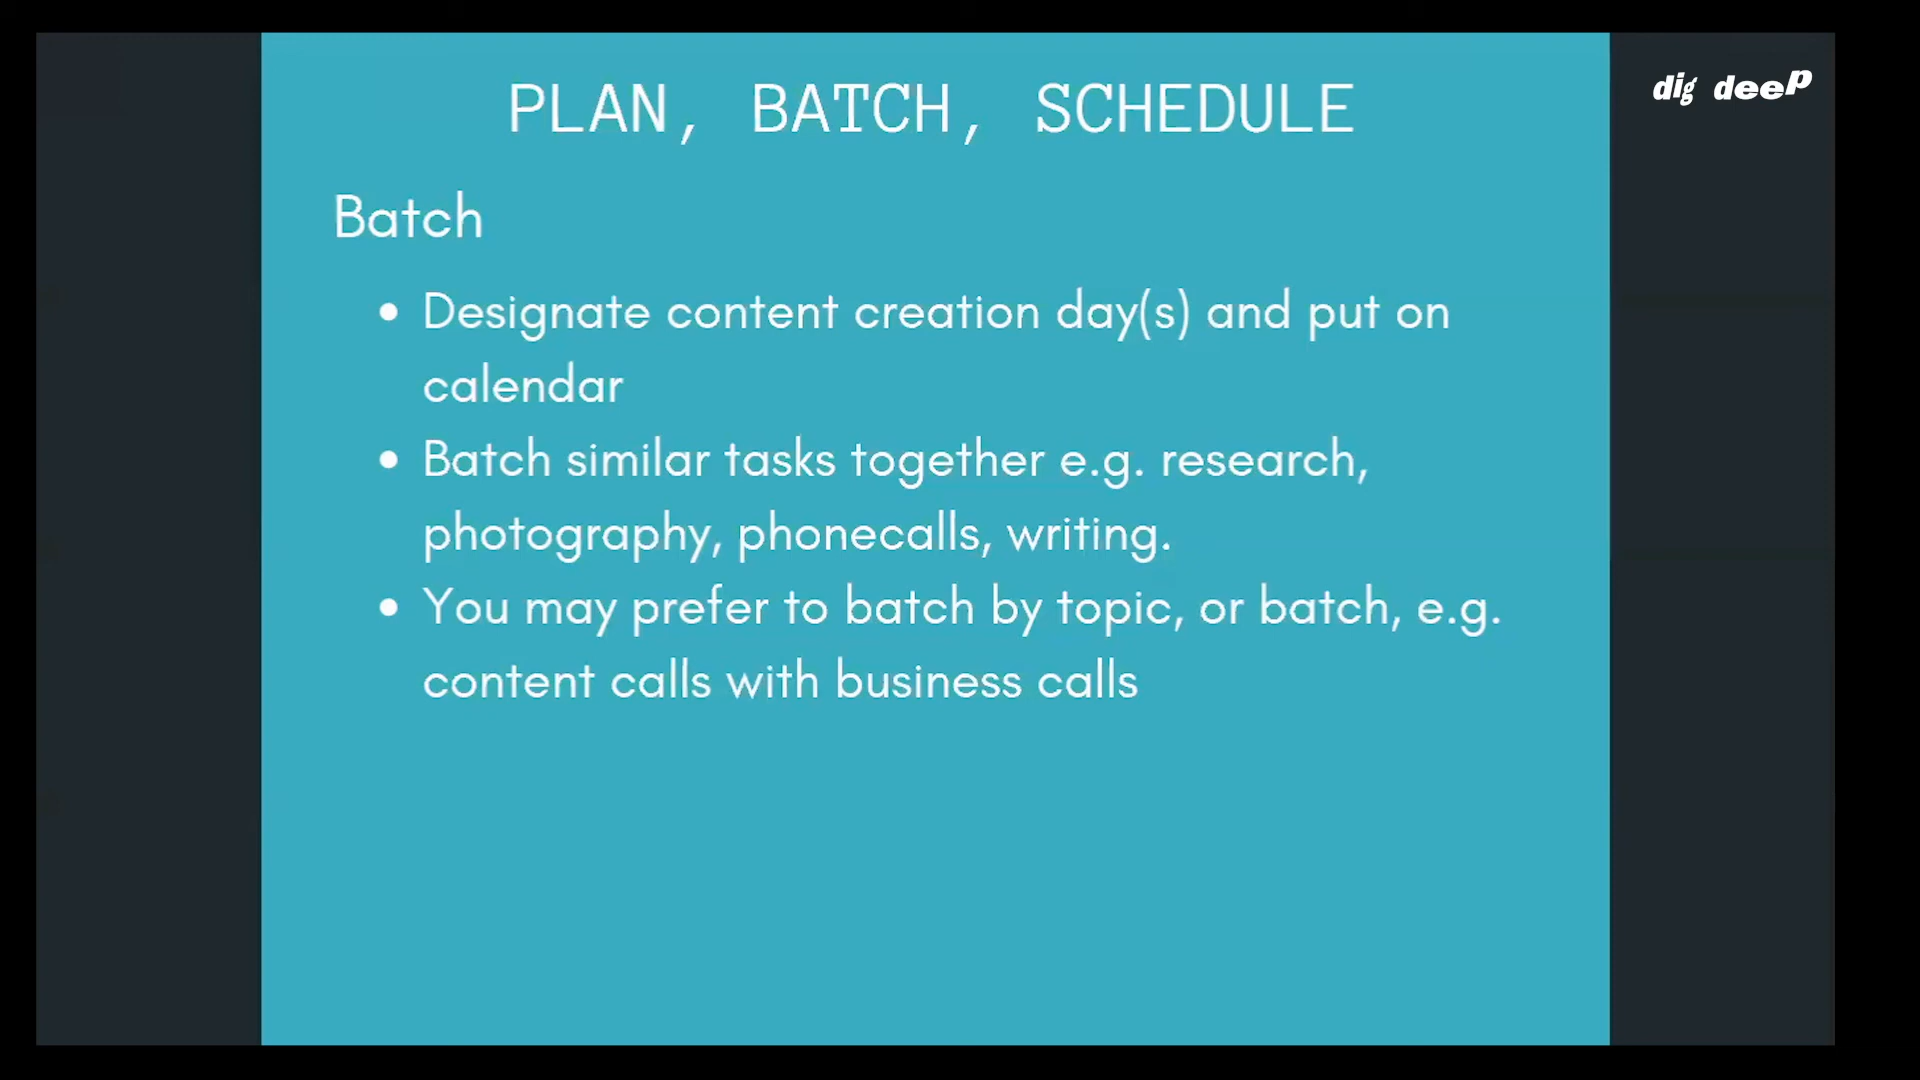 PLAN, BATCH, SCHEDULE
dig deep
Batch
• Designate content creation day(s) and put on
calendar
• Batch similar tasks together e.g. research,
photography, phonecalls, writing.
• You may prefer to batch by topic, or batch, e.g.
content calls with business calls